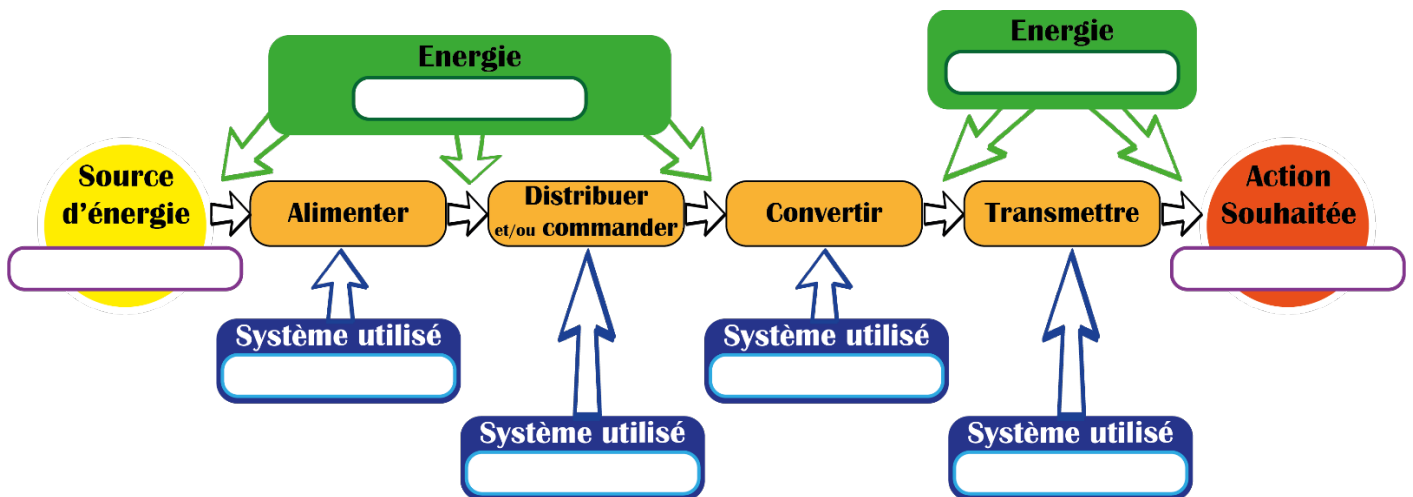 Energie
Energie
Source
d'énergie
Alimenter
Distribuer
et/ou commander
Convertir
Transmettre
Action
Souhaitée
Système utilisé
Système utilisé
Système utilisé
Système utilisé